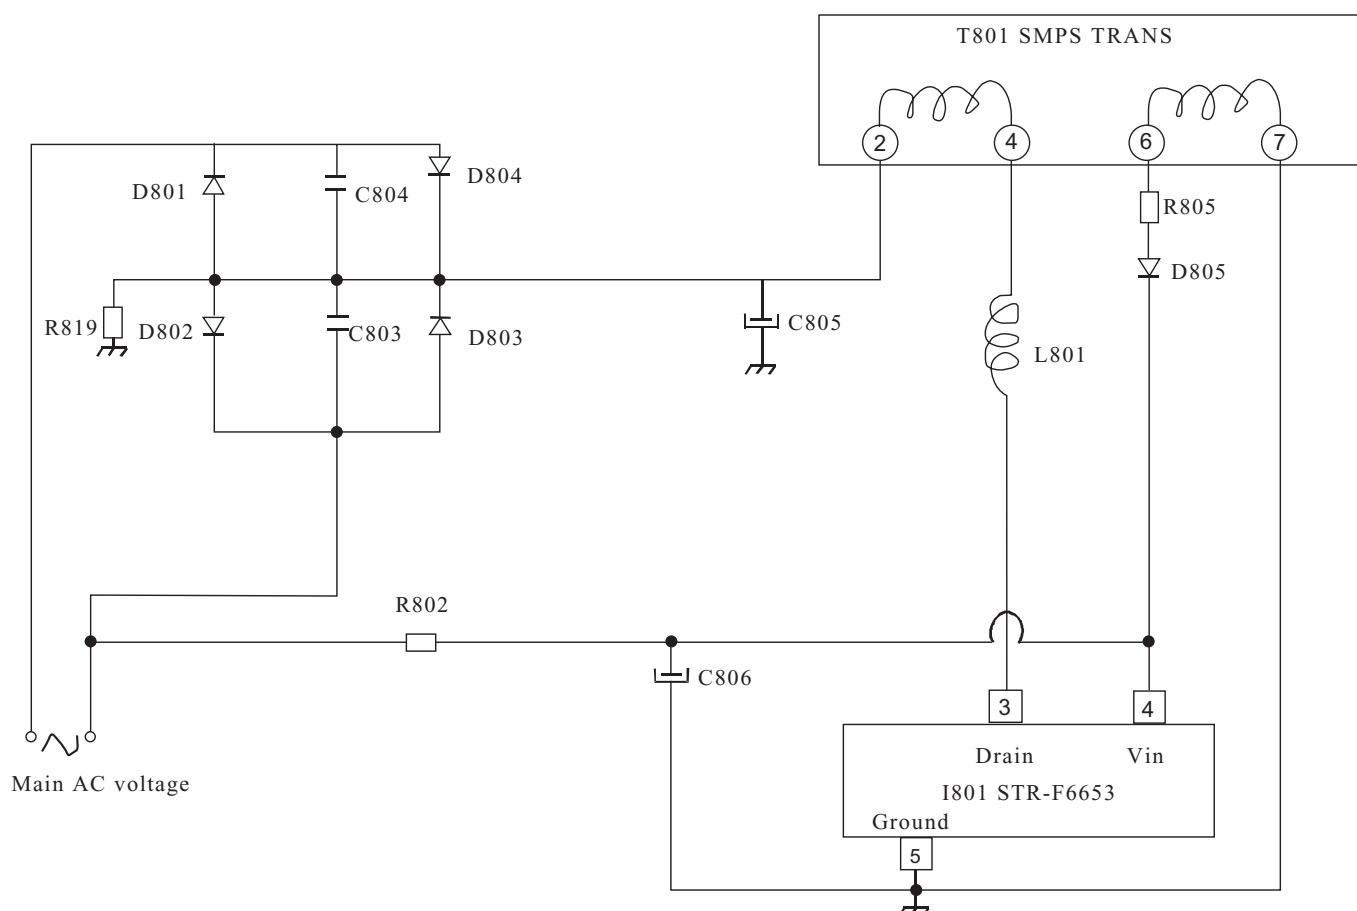 T801 SMPS TRANS
2
4
6
7
D801
C804
D804
R805
D805
R819
D802
C803
D803
C805
L801
R802
C806
3
4
Drain
Vin
Main AC voltage
I801 STR-F6653
Ground
5